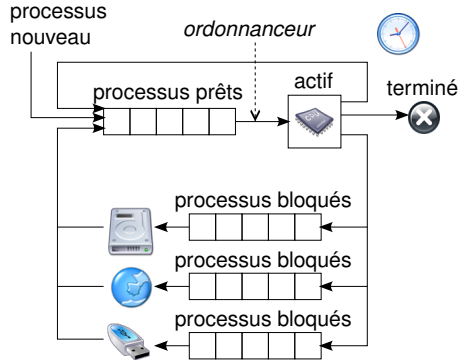 processus
nouveau
ordonnanceur
processus prêts
actif
terminé
processus bloqués
processus bloqués
processus bloqués